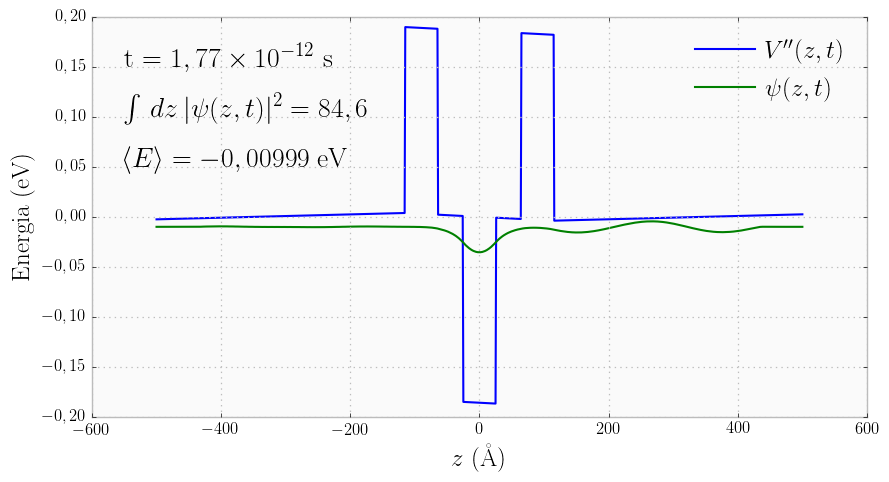 0,20
0,15
0,10
0,05
0,00
−0,05
−0,10
−0,15
−0,20
Energia (eV)
t = 1,77 × 10⁻¹² s
∫ dz |ψ(z,t)|² = 84,6
⟨E⟩ = −0,00999 eV
V″(z,t)
ψ(z,t)
−600 −400 −200 0 200 400 600
z (Å)